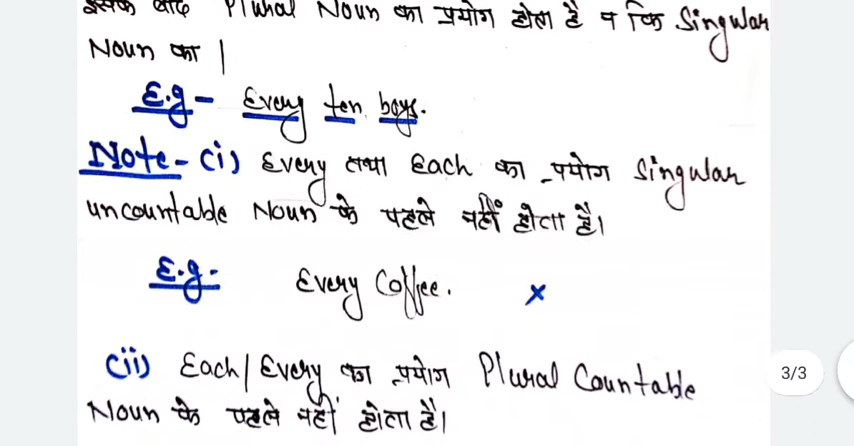 इसके बाद Plural Noun का प्रयोग होता है न कि Singular
Noun का |
E.g - Every ten boys.
Note - (i) Every तथा Each का प्रयोग Singular
uncountable Noun के पहले नहीं होता है।
E.g. Every Coffee. x
(ii) Each/Every का प्रयोग Plural Countable
Noun के पहले नहीं होता है।
3/3